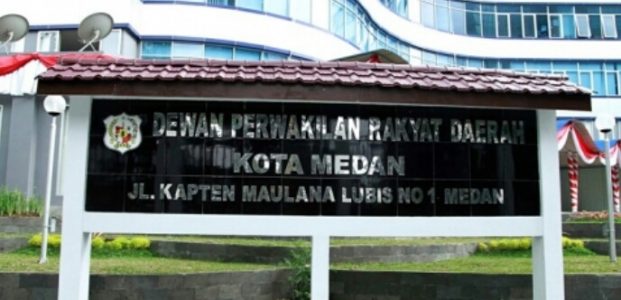 DEWAN PERWAKILAN RAKYAT DAERAH
KOTA MEDAN
JL. KAPTEN MAULANA LUBIS NO 1 MEDAN